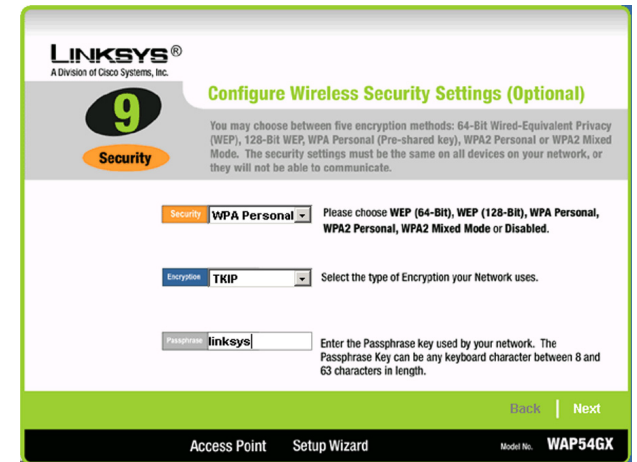 LINKSYS®
A Division of Cisco Systems, Inc.
9
Security
Configure Wireless Security Settings (Optional)
You may choose between five encryption methods: 64-Bit Wired-Equivalent Privacy
(WEP), 128-Bit WEP, WPA Personal (Pre-shared key), WPA2 Personal or WPA2 Mixed
Mode. The security settings must be the same on all devices on your network, or
they will not be able to communicate.
Security WPA Personal
Please choose WEP (64-Bit), WEP (128-Bit), WPA Personal,
WPA2 Personal, WPA2 Mixed Mode or Disabled.
Encryption TKIP
Select the type of Encryption your Network uses.
Passphrase linksys
Enter the Passphrase key used by your network. The
Passphrase Key can be any keyboard character between 8 and
63 characters in length.
Back Next
Access Point Setup Wizard Model No. WAP54GX